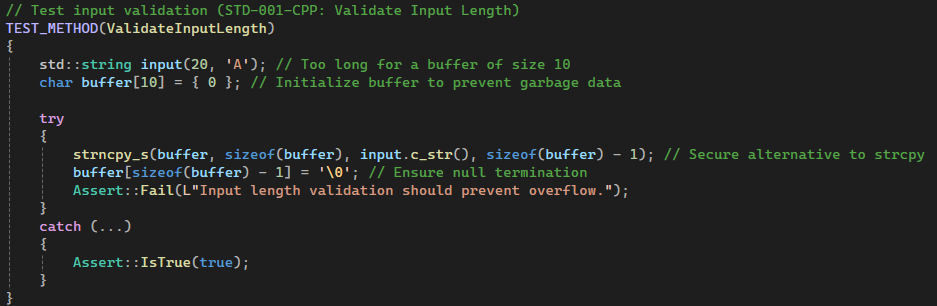 // Test input validation (STD-001-CPP: Validate Input Length)
TEST_METHOD(ValidateInputLength)
{
    std::string input(20, 'A'); // Too long for a buffer of size 10
    char buffer[10] = { 0 }; // Initialize buffer to prevent garbage data

    try
    {
        strncpy_s(buffer, sizeof(buffer), input.c_str(), sizeof(buffer) - 1); // Secure alternative to strcpy
        buffer[sizeof(buffer) - 1] = '\0'; // Ensure null termination
        Assert::Fail(L"Input length validation should prevent overflow.");
    }
    catch (...)
    {
        Assert::IsTrue(true);
    }
}